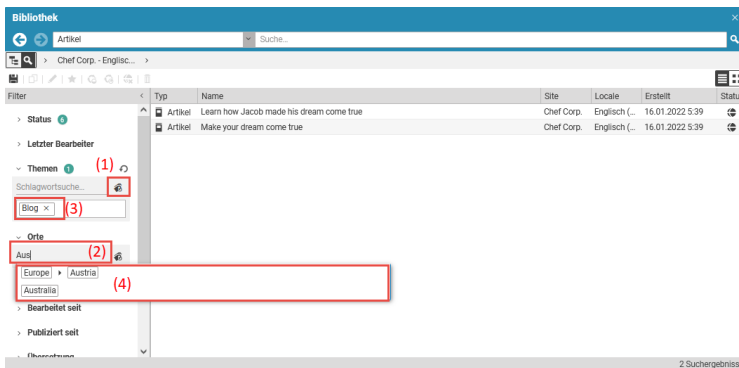 Bibliothek
Artikel Suche...
Chef Corp. - Englisc...
Filter Typ Name Site Locale Erstellt Statu
Artikel Learn how Jacob made his dream come true Chef Corp. Englisch (... 16.01.2022 5:39
Artikel Make your dream come true Chef Corp. Englisch (... 16.01.2022 5:39
Status 6
Letzter Bearbeiter
Themen 1 (1)
Schlagwortsuche...
Blog × (3)
Orte
Aus (2)
Europe Austria
Australia (4)
Bearbeitet seit
Publiziert seit
Übersetzung
2 Suchergebniss